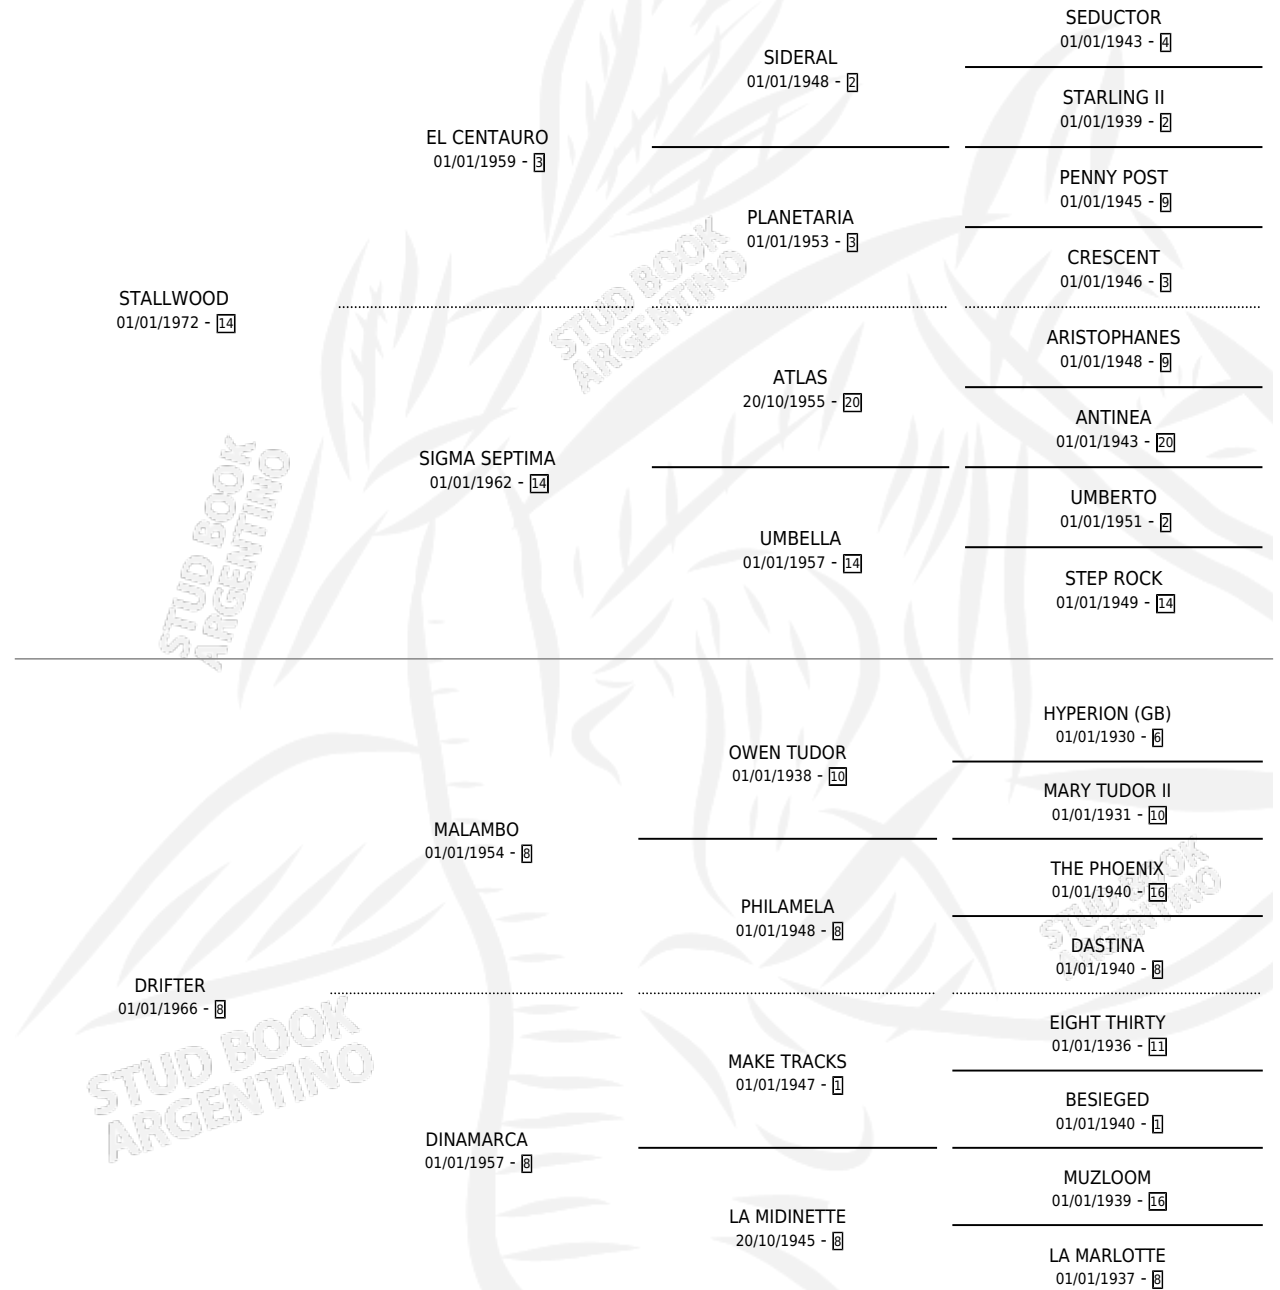 SEDUCTOR
01/01/1943 - 4
SIDERAL
01/01/1948 - 2
STARLING II
01/01/1939 - 2
EL CENTAURO
01/01/1959 - 3
PENNY POST
01/01/1945 - 9
PLANETARIA
01/01/1953 - 3
CRESCENT
01/01/1946 - 3
STALLWOOD
01/01/1972 - 14
STUD BOOK
ARGENTINO
ARISTOPHANES
01/01/1948 - 9
ATLAS
20/10/1955 - 20
ANTINEA
01/01/1943 - 20
SIGMA SEPTIMA
01/01/1962 - 14
UMBERTO
01/01/1951 - 2
UMBELLA
01/01/1957 - 14
STEP ROCK
01/01/1949 - 14
STUD BOOK
ARGENTINO
HYPERION (GB)
01/01/1930 - 6
OWEN TUDOR
01/01/1938 - 10
MARY TUDOR II
01/01/1931 - 10
MALAMBO
01/01/1954 - 8
THE PHOENIX
01/01/1940 - 16
PHILAMELA
01/01/1948 - 8
STUD BOOK
ARGENTINO
DASTINA
01/01/1940 - 8
DRIFTER
01/01/1966 - 8
EIGHT THIRTY
01/01/1936 - 11
MAKE TRACKS
01/01/1947 - 1
BESIEGED
01/01/1940 - 1
STUD BOOK
ARGENTINO
DINAMARCA
01/01/1957 - 8
MUZLOOM
01/01/1939 - 16
LA MIDINETTE
20/10/1945 - 8
LA MARLOTTE
01/01/1937 - 8